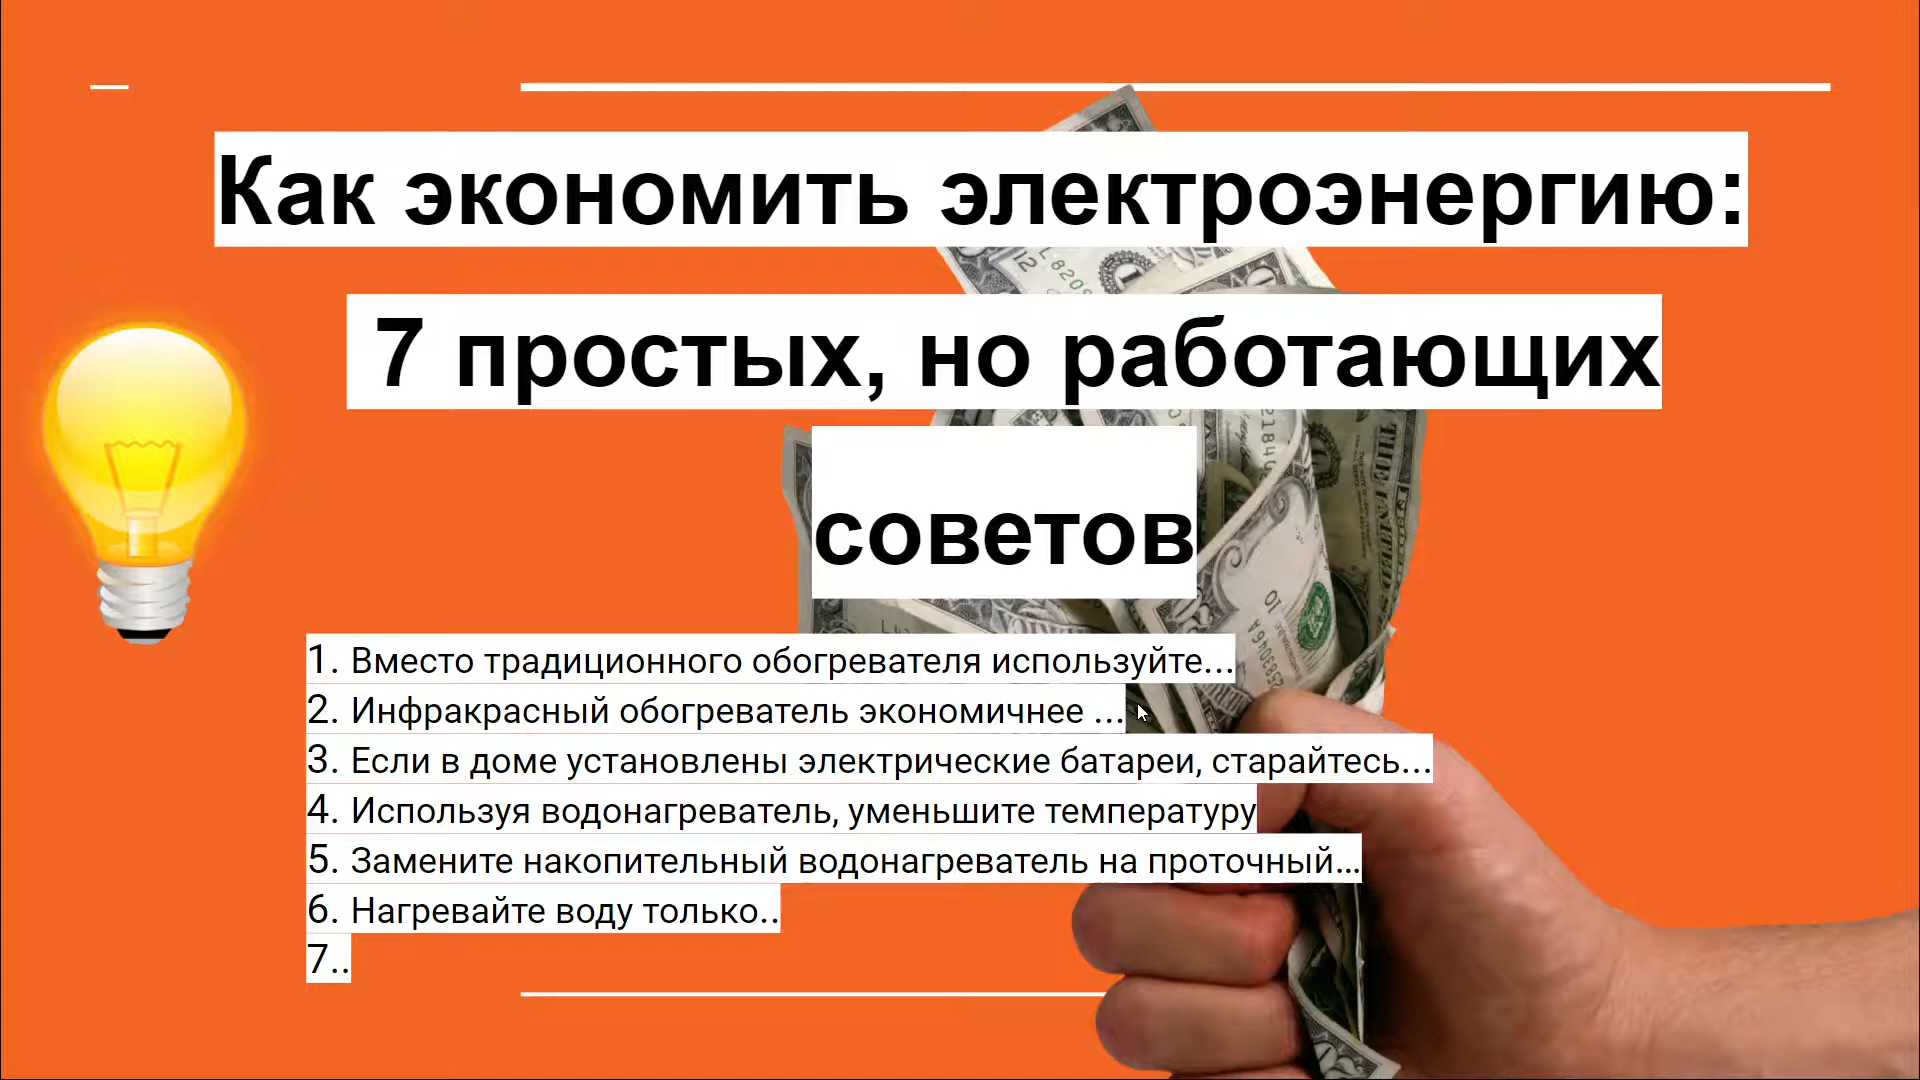 Как экономить электроэнергию:
7 простых, но работающих
советов
1. Вместо традиционного обогревателя используйте...
2. Инфракрасный обогреватель экономичнее ...
3. Если в доме установлены электрические батареи, старайтесь...
4. Используя водонагреватель, уменьшите температуру
5. Замените накопительный водонагреватель на проточный...
6. Нагревайте воду только..
7..